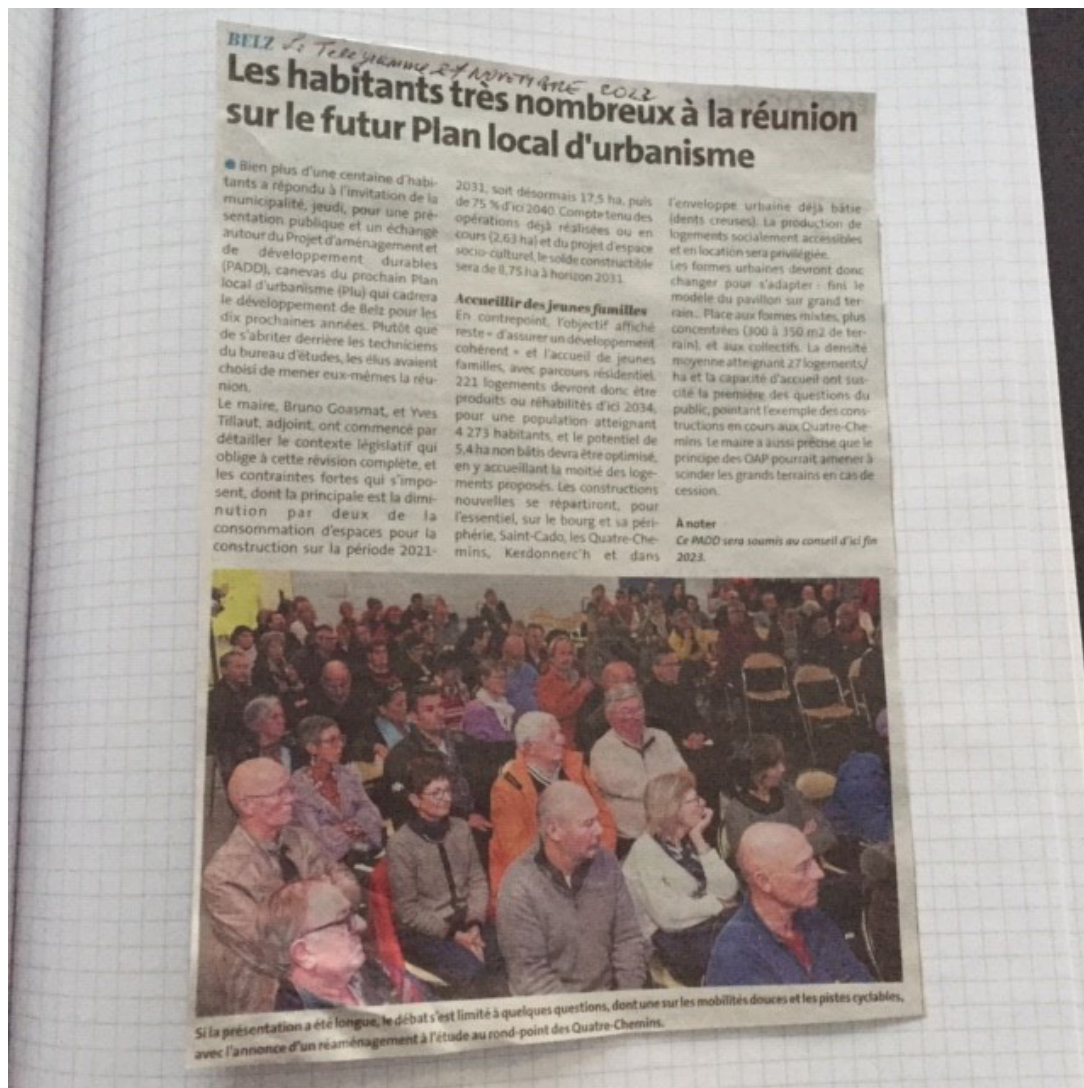 BELZ Le Telegramme 27 NOVEMBRE 2022
Les habitants très nombreux à la réunion
sur le futur Plan local d'urbanisme
Bien plus d'une centaine d'habi-
tants a répondu à l'invitation de la
municipalité, jeudi, pour une pré-
sentation publique et un échange
autour du Projet d'aménagement et
de développement durables
(PADD), canevas du prochain Plan
local d'urbanisme (Plu) qui cadrera
le développement de Belz pour les
dix prochaines années. Plutôt que
de s'abriter derrière les techniciens
du bureau d'études, les élus avaient
choisi de mener eux-mêmes la réu-
nion.
Le maire, Bruno Goasmat, et Yves
Tillaut, adjoint, ont commencé par
détailler le contexte législatif qui
oblige à cette révision complète, et
les contraintes fortes qui s'impo-
sent, dont la principale est la dimi-
nution par deux de la
consommation d'espaces pour la
construction sur la période 2021-
2031, soit désormais 17,5 ha, puis
de 75 % d'ici 2040. Compte tenu des
opérations déjà réalisées ou en
cours (2,63 ha) et du projet d'espace
socio-culturel, le solde constructible
sera de 8,75 ha à horizon 2031.
Accueillir des jeunes familles
En contrepoint, l'objectif affiché
reste « d'assurer un développement
cohérent » et l'accueil de jeunes
familles, avec parcours résidentiel.
221 logements devront donc être
produits ou réhabilités d'ici 2034,
pour une population atteignant
4 273 habitants, et le potentiel de
5,4 ha non bâtis devra être optimisé,
en y accueillant la moitié des loge-
ments proposés. Les constructions
nouvelles se répartiront, pour
l'essentiel, sur le bourg et sa péri-
phérie, Saint-Cado, les Quatre-Che-
mins, Kerdonnerc'h et dans
l'enveloppe urbaine déjà bâtie
(dents creuses). La production de
logements socialement accessibles
et en location sera privilégiée.
Les formes urbaines devront donc
changer pour s'adapter : fini le
modèle du pavillon sur grand ter-
rain... Place aux formes mixtes, plus
concentrées (300 à 350 m2 de ter-
rain), et aux collectifs. La densité
moyenne atteignant 27 logements/
ha et la capacité d'accueil ont sus-
cité la première des questions du
public, pointant l'exemple des cons-
tructions en cours aux Quatre-Che-
mins. Le maire a aussi précisé que le
principe des OAP pourrait amener à
scinder les grands terrains en cas de
cession.
À noter
Ce PADD sera soumis au conseil d'ici fin
2023.
Si la présentation a été longue, le débat s'est limité à quelques questions, dont une sur les mobilités douces et les pistes cyclables,
avec l'annonce d'un réaménagement à l'étude au rond-point des Quatre-Chemins.